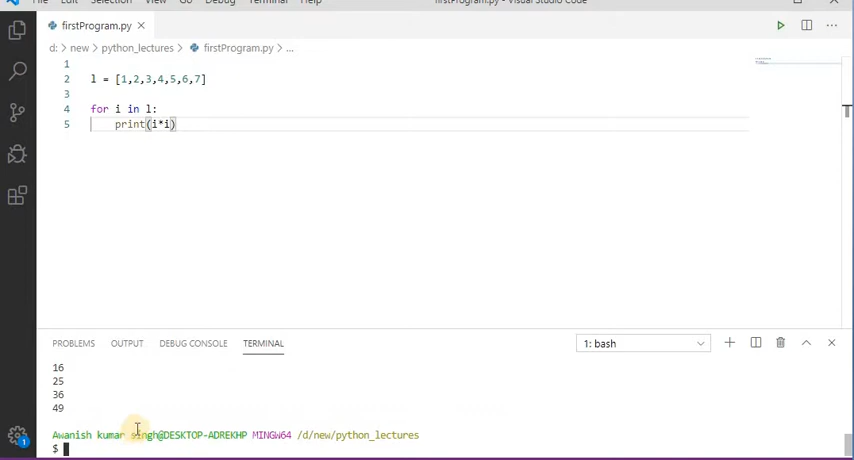 File Edit Selection View Go Debug Terminal Help firstProgram.py - Visual Studio Code
firstProgram.py
d: > new > python_lectures > firstProgram.py > ...
1
2 l = [1,2,3,4,5,6,7]
3
4 for i in l:
5 print(i*i)
PROBLEMS OUTPUT DEBUG CONSOLE TERMINAL 1: bash
16
25
36
49
Awanish kumar singh@DESKTOP-ADREKHP MINGW64 /d/new/python_lectures
$
1